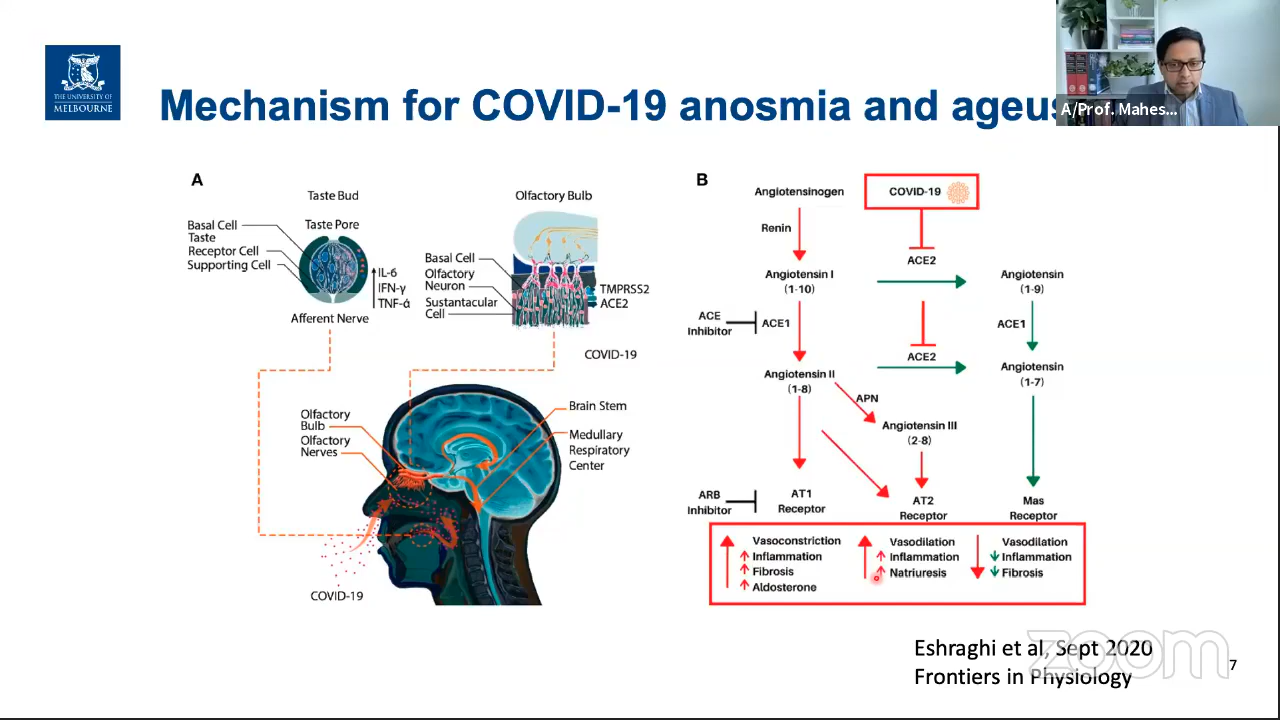 THE UNIVERSITY OF
MELBOURNE
Mechanism for COVID-19 anosmia and ageus
A/Prof. Mahes...
A
Taste Bud
Taste Pore
Basal Cell
Taste
Receptor Cell
Supporting Cell
IL-6
IFN-γ
TNF-ά
Afferent Nerve
Olfactory Bulb
Basal Cell
Olfactory
Neuron
Sustantacular
Cell
TMPRSS2
ACE2
COVID-19
Olfactory
Bulb
Olfactory
Nerves
Brain Stem
Medullary
Respiratory
Center
COVID-19
B
Angiotensinogen
COVID-19
Renin
ACE2
Angiotensin I
(1-10)
Angiotensin
(1-9)
ACE
Inhibitor
ACE1
ACE1
ACE2
Angiotensin II
(1-8)
Angiotensin
(1-7)
APN
Angiotensin III
(2-8)
ARB
Inhibitor
AT1
Receptor
AT2
Receptor
Mas
Receptor
Vasoconstriction
Inflammation
Fibrosis
Aldosterone
Vasodilation
Inflammation
Natriuresis
Vasodilation
Inflammation
Fibrosis
Eshraghi et al, Sept 2020
Frontiers in Physiology
zoom
7